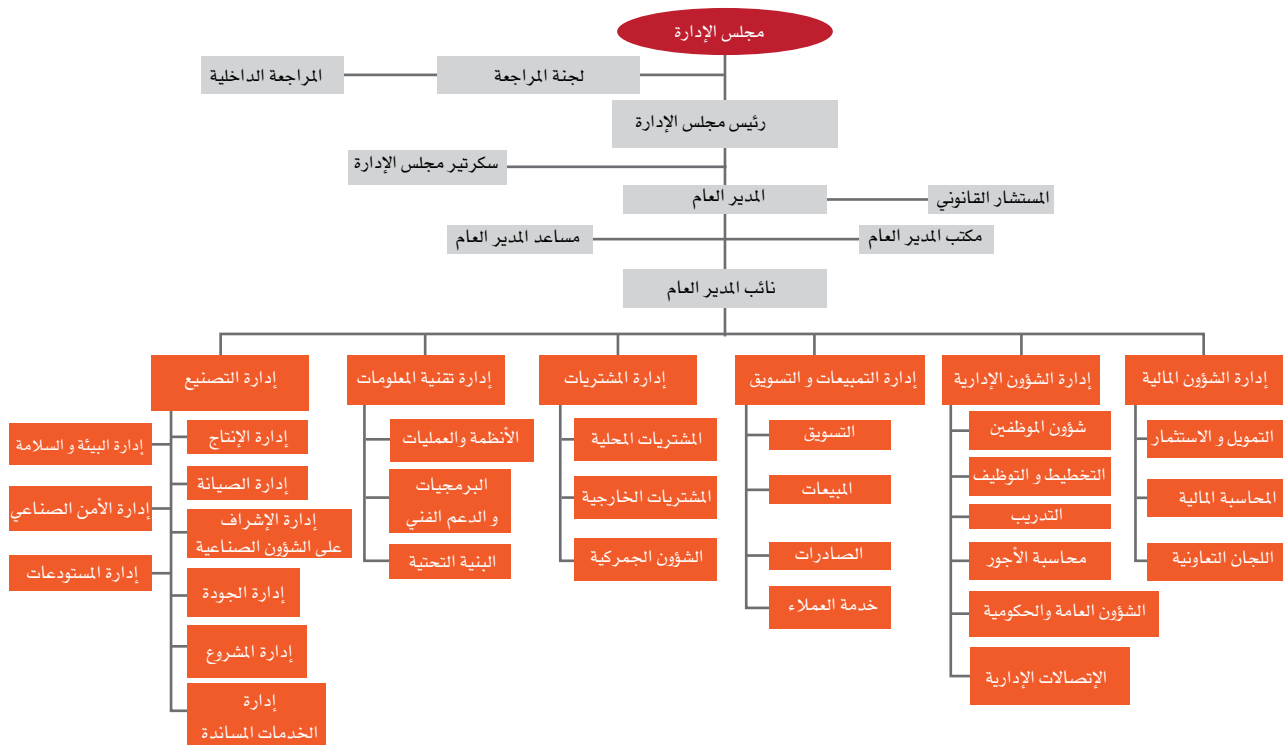 مجلس الإدارة
لجنة المراجعة
المراجعة الداخلية
رئيس مجلس الإدارة
سكرتير مجلس الإدارة
المدير العام
المستشار القانوني
مكتب المدير العام
مساعد المدير العام
نائب المدير العام
إدارة الشؤون المالية
التمويل و الاستثمار
المحاسبة المالية
اللجان التعاونية
إدارة الشؤون الإدارية
شؤون الموظفين
التخطيط و التوظيف
التدريب
محاسبة الأجور
الشؤون العامة والحكومية
الإتصالات الإدارية
إدارة التمبيعات و التسويق
التسويق
المبيعات
الصادرات
خدمة العملاء
إدارة المشتريات
المشتريات المحلية
المشتريات الخارجية
الشؤون الجمركية
إدارة تقنية المعلومات
الأنظمة والعمليات
البرمجيات
و الدعم الفني
البنية التحتية
إدارة التصنيع
إدارة الإنتاج
إدارة الصيانة
إدارة الإشراف
على الشؤون الصناعية
إدارة الجودة
إدارة المشروع
إدارة
الخدمات المساندة
إدارة البيئة و السلامة
إدارة الأمن الصناعي
إدارة المستودعات